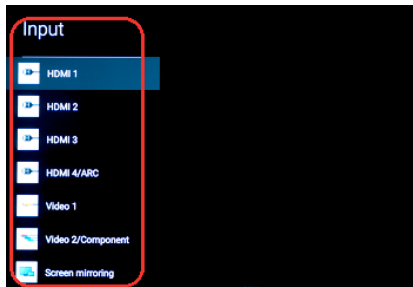 Input
HDMI 1
HDMI 2
HDMI 3
HDMI 4/ARC
Video 1
Video 2/Component
Screen mirroring